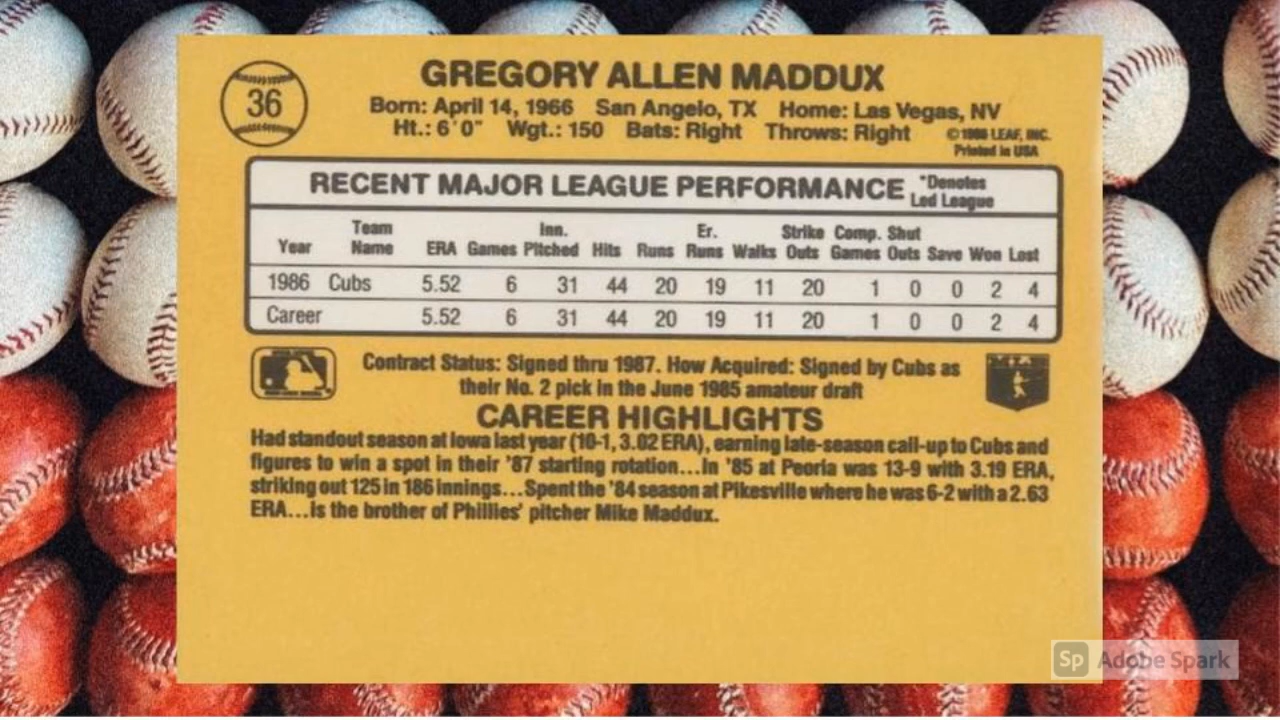 36
GREGORY ALLEN MADDUX
Born: April 14, 1966 San Angelo, TX Home: Las Vegas, NV
Ht.: 6'0" Wgt.: 150 Bats: Right Throws: Right
© LEAF, INC.
Printed in USA
RECENT MAJOR LEAGUE PERFORMANCE *Denotes Led League
Year Team Name ERA Games Inn. Pitched Hits Runs Er. Runs Walks Strike Outs Comp. Games Shut Outs Save Won Lost
1986 Cubs 5.52 6 31 44 20 19 11 20 1 0 0 2 4
Career 5.52 6 31 44 20 19 11 20 1 0 0 2 4
Contract Status: Signed thru 1987. How Acquired: Signed by Cubs as
their No. 2 pick in the June 1985 amateur draft
CAREER HIGHLIGHTS
Had standout season at Iowa last year (10-1, 3.02 ERA), earning late-season call-up to Cubs and
figures to win a spot in their '87 starting rotation...In '85 at Peoria was 13-9 with 3.19 ERA,
striking out 125 in 186 innings...Spent the '84 season at Pikesville where he was 6-2 with a 2.63
ERA...Is the brother of Phillies' pitcher Mike Maddux.
Sp Adobe Spark